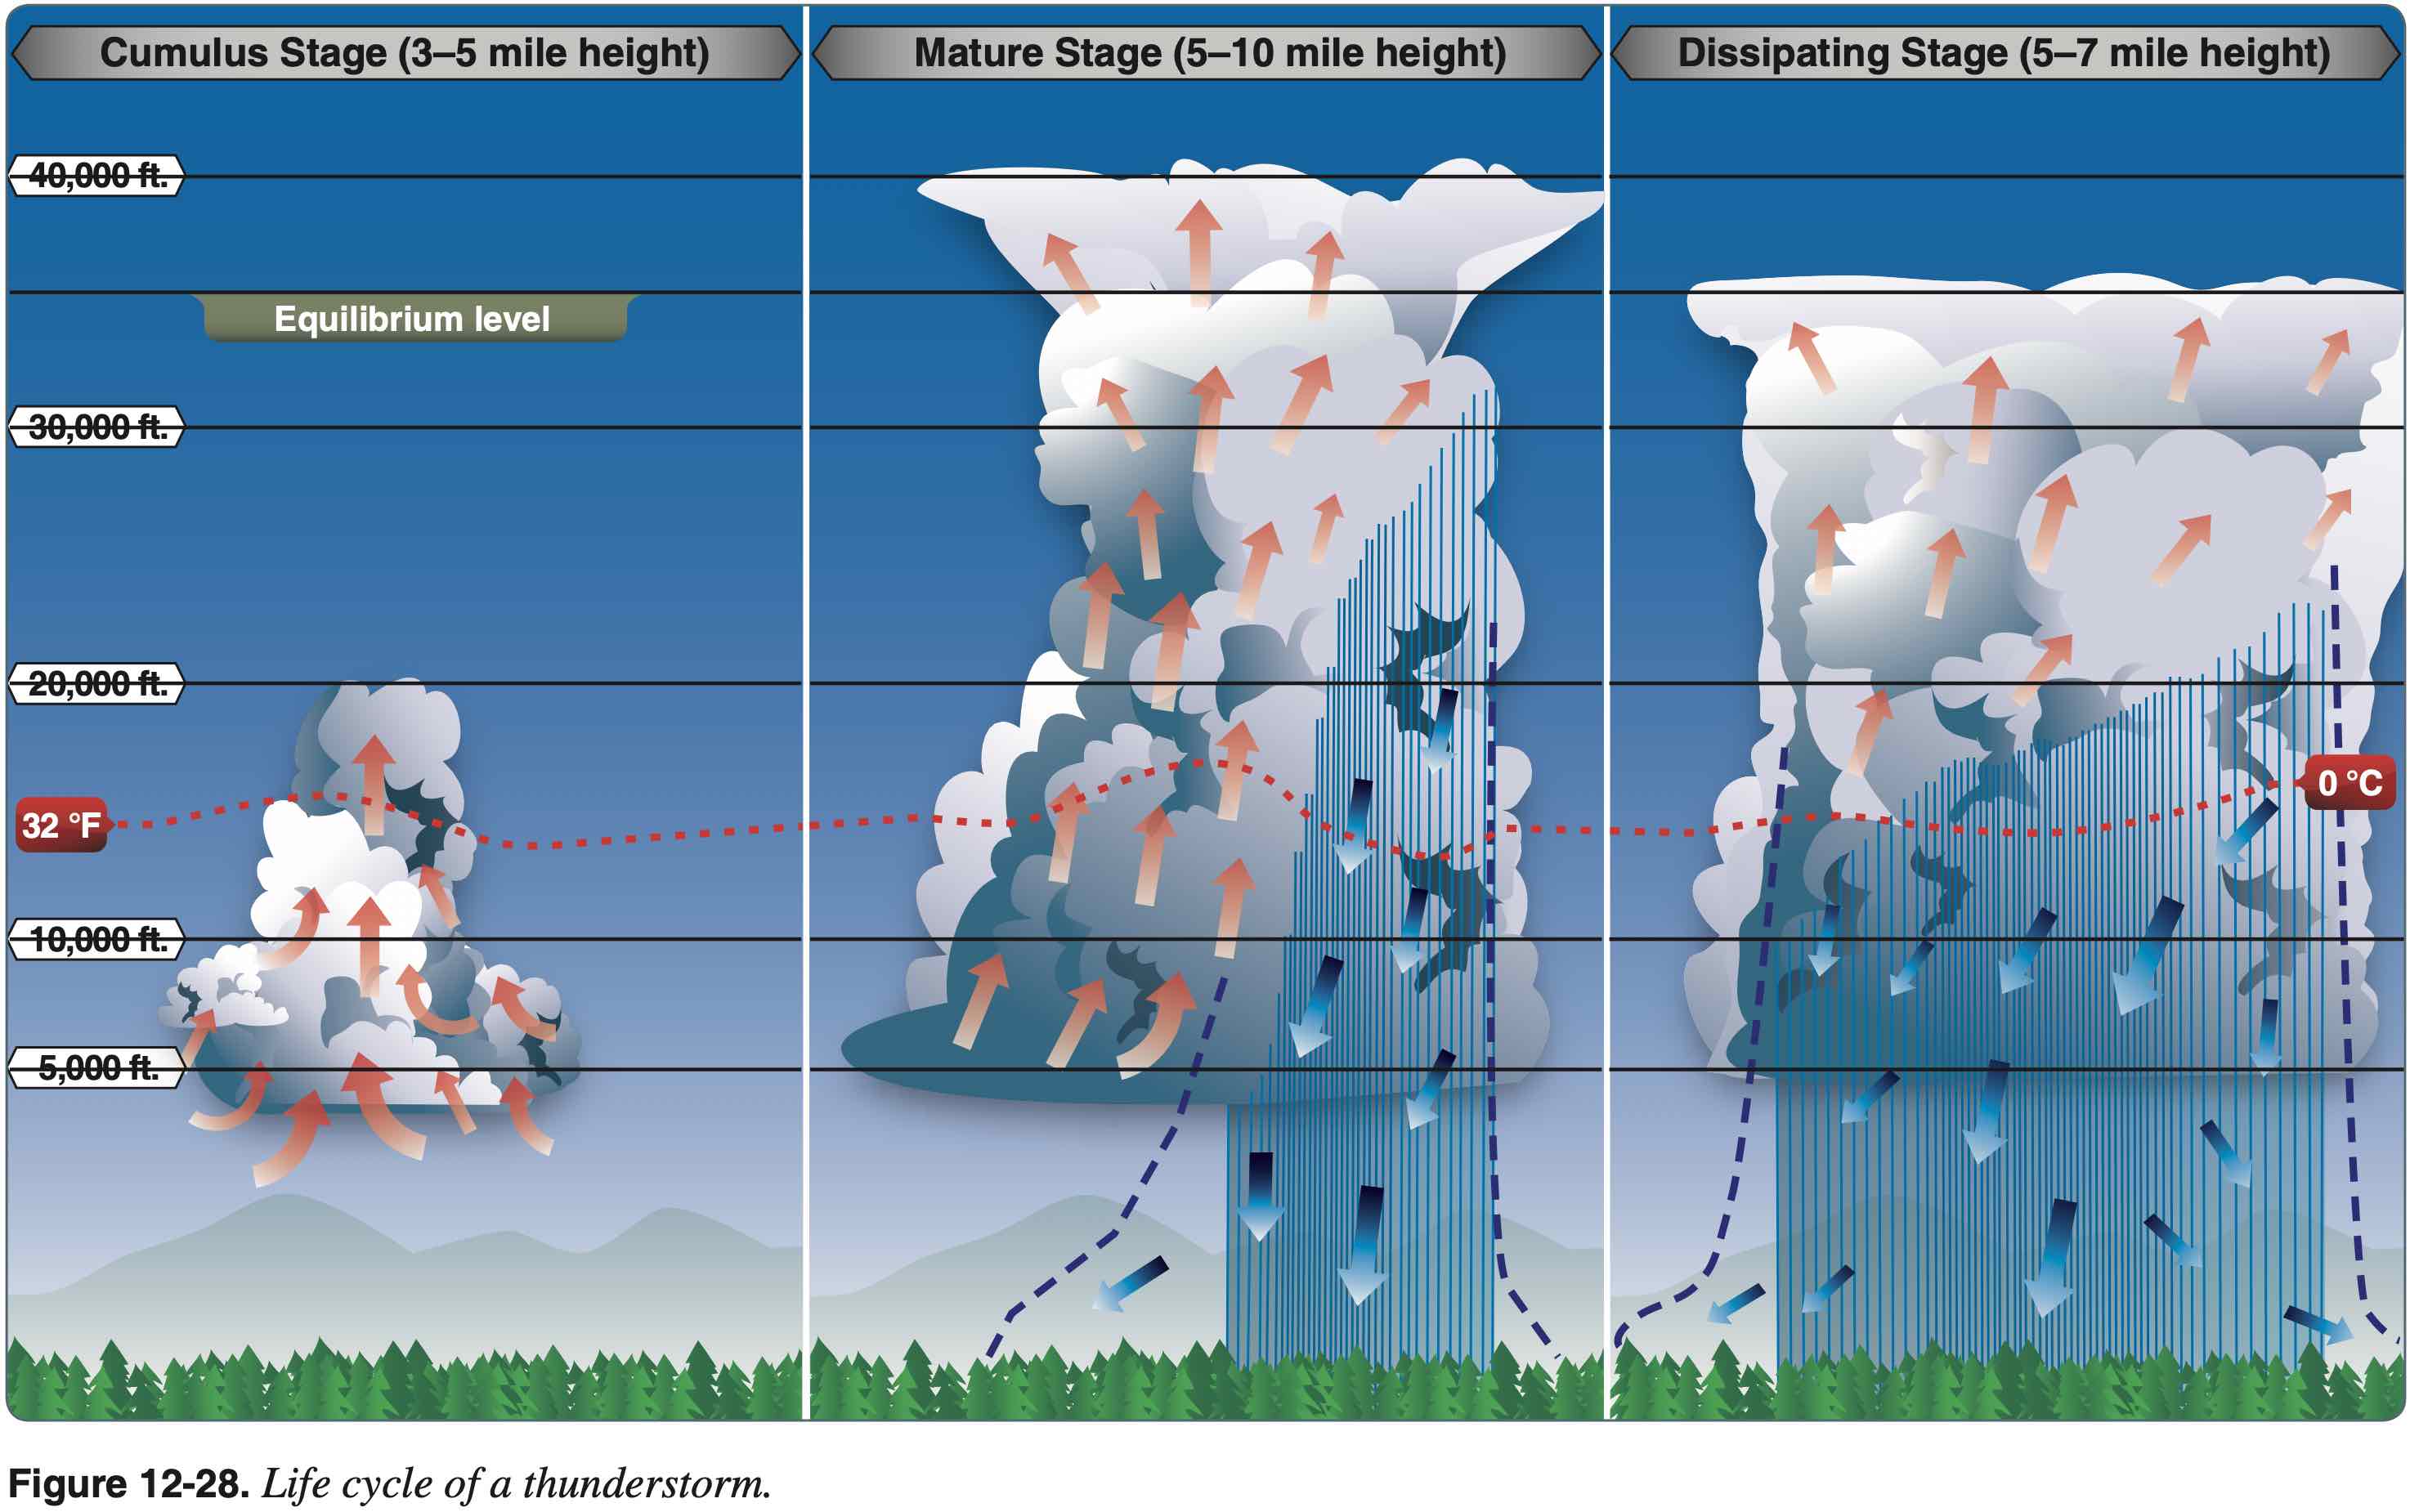 Cumulus Stage (3–5 mile height)
Mature Stage (5–10 mile height)
Dissipating Stage (5–7 mile height)
40,000 ft.
Equilibrium level
30,000 ft.
20,000 ft.
0 °C
32 °F
10,000 ft.
5,000 ft.
Figure 12-28. Life cycle of a thunderstorm.